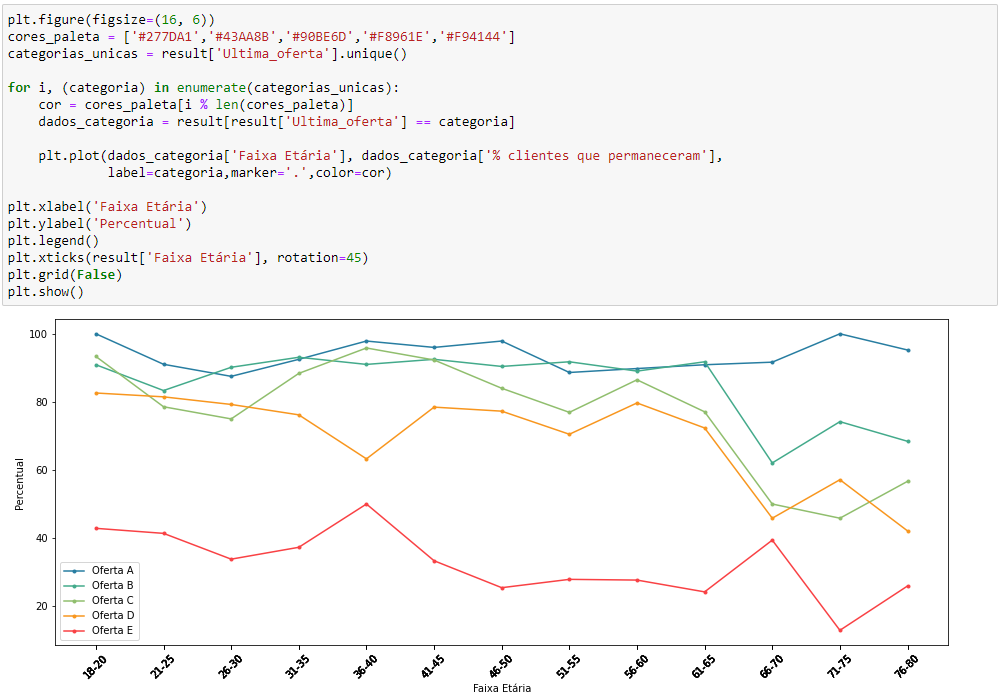 plt.figure(figsize=(16, 6))
cores_paleta = ['#277DA1','#43AA8B','#90BE6D','#F8961E','#F94144']
categorias_unicas = result['Ultima_oferta'].unique()
for i, (categoria) in enumerate(categorias_unicas):
    cor = cores_paleta[i % len(cores_paleta)]
    dados_categoria = result[result['Ultima_oferta'] == categoria]
    plt.plot(dados_categoria['Faixa Etária'], dados_categoria['% clientes que permaneceram'],
             label=categoria,marker='.',color=cor)
plt.xlabel('Faixa Etária')
plt.ylabel('Percentual')
plt.legend()
plt.xticks(result['Faixa Etária'], rotation=45)
plt.grid(False)
plt.show()
100
80
60
40
20
Percentual
Oferta A
Oferta B
Oferta C
Oferta D
Oferta E
18-20 21-25 26-30 31-35 36-40 41-45 46-50 51-55 56-60 61-65 66-70 71-75 76-80
Faixa Etária